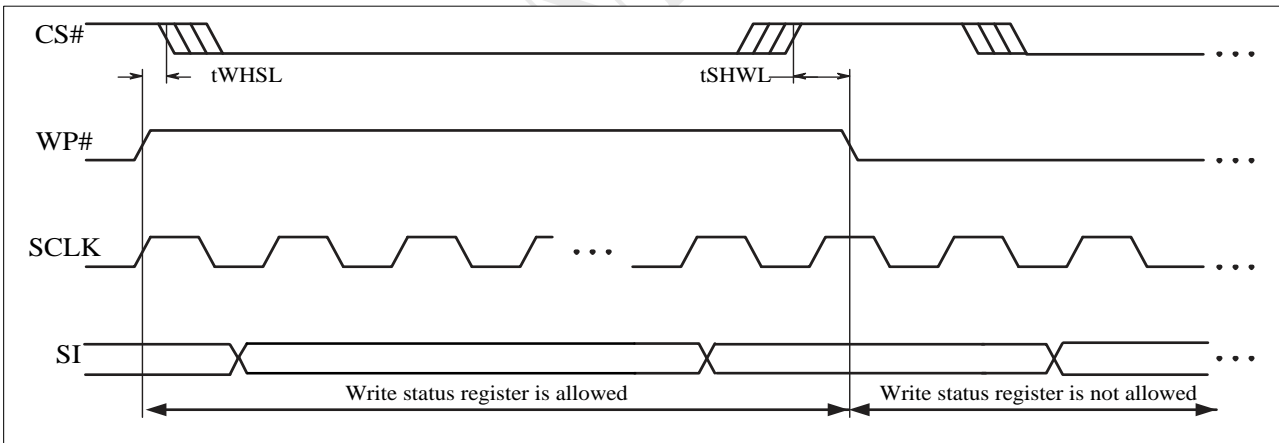 CS#
tWHSL
tSHWL
WP#
SCLK
SI
Write status register is allowed
Write status register is not allowed